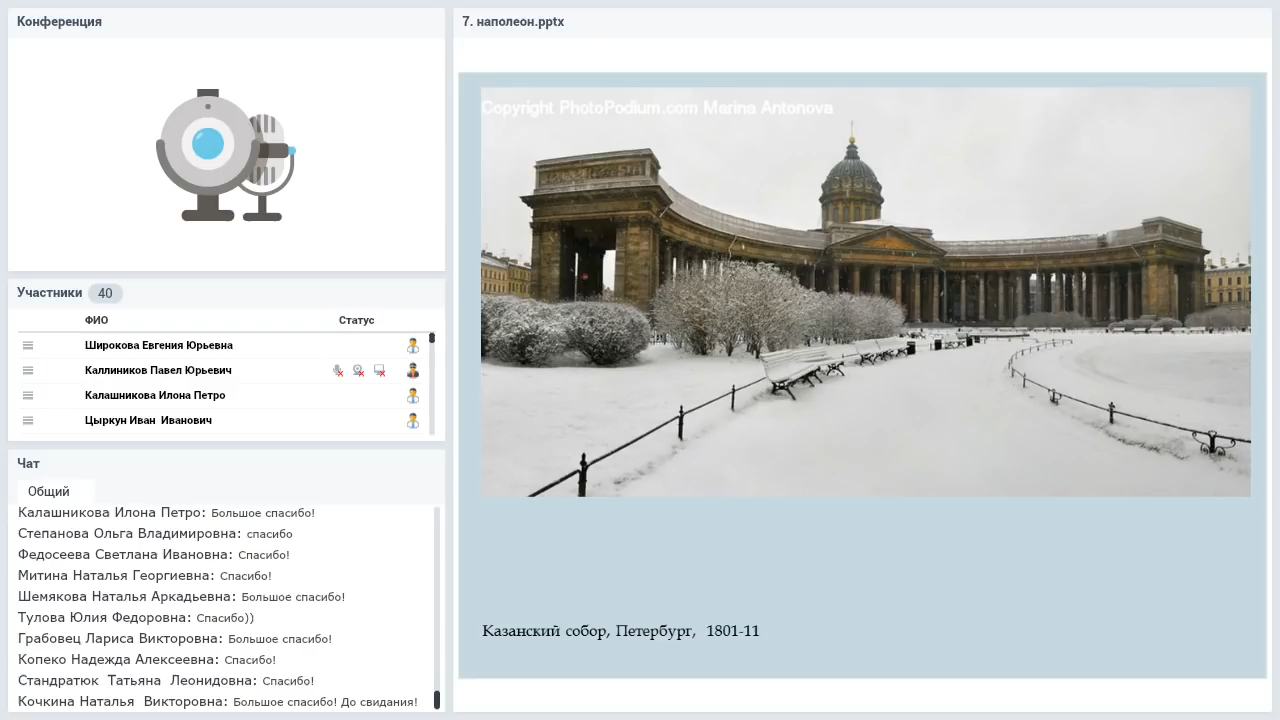 Конференция
Участники 40
ФИО Статус
Широкова Евгения Юрьевна
Каллиников Павел Юрьевич
Калашникова Илона Петро
Цыркун Иван Иванович
Чат
Общий
Калашникова Илона Петро: Большое спасибо!
Степанова Ольга Владимировна: спасибо
Федосеева Светлана Ивановна: Спасибо!
Митина Наталья Георгиевна: Спасибо!
Шемякова Наталья Аркадьевна: Большое спасибо!
Тулова Юлия Федоровна: Спасибо))
Грабовец Лариса Викторовна: Большое спасибо!
Копеко Надежда Алексеевна: Спасибо!
Стандратюк Татьяна Леонидовна: Спасибо!
Кочкина Наталья Викторовна: Большое спасибо! До свидания!
7. наполеон.pptx
Copyright PhotoPodium.com Marina Antonova
Казанский собор, Петербург, 1801-11